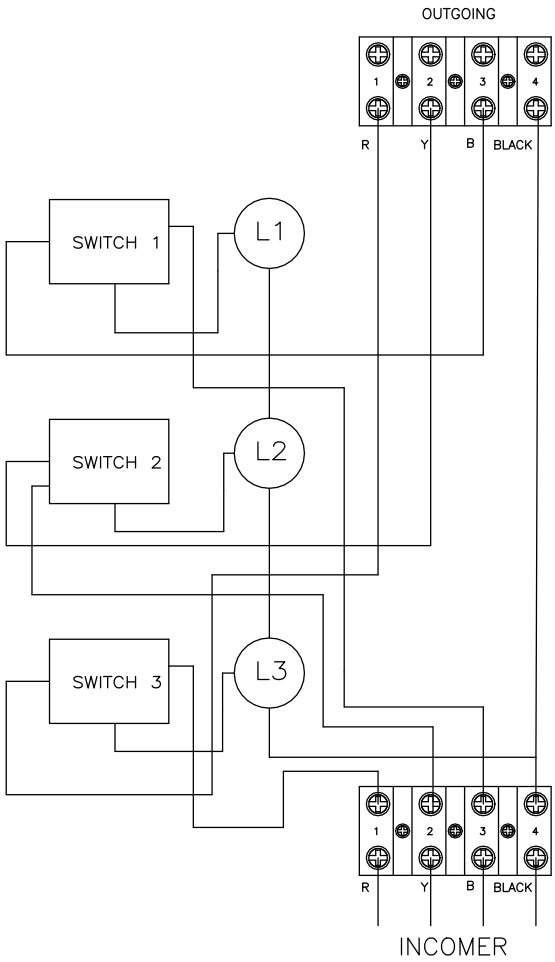 OUTGOING
1 2 3 4
R Y B BLACK
SWITCH 1
L1
SWITCH 2
L2
SWITCH 3
L3
1 2 3 4
R Y B BLACK
INCOMER